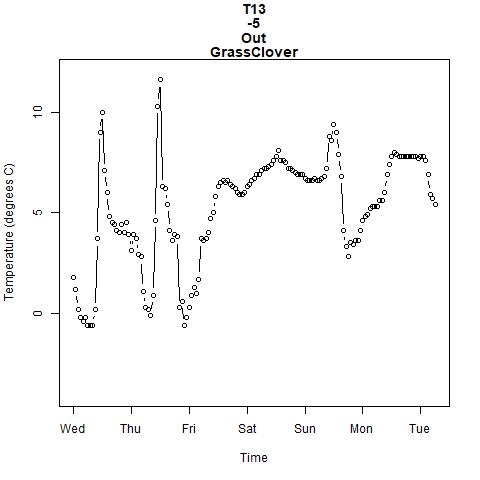 T13
-5
Out
GrassClover
Temperature (degrees C)
10
5
0
Wed Thu Fri Sat Sun Mon Tue
Time